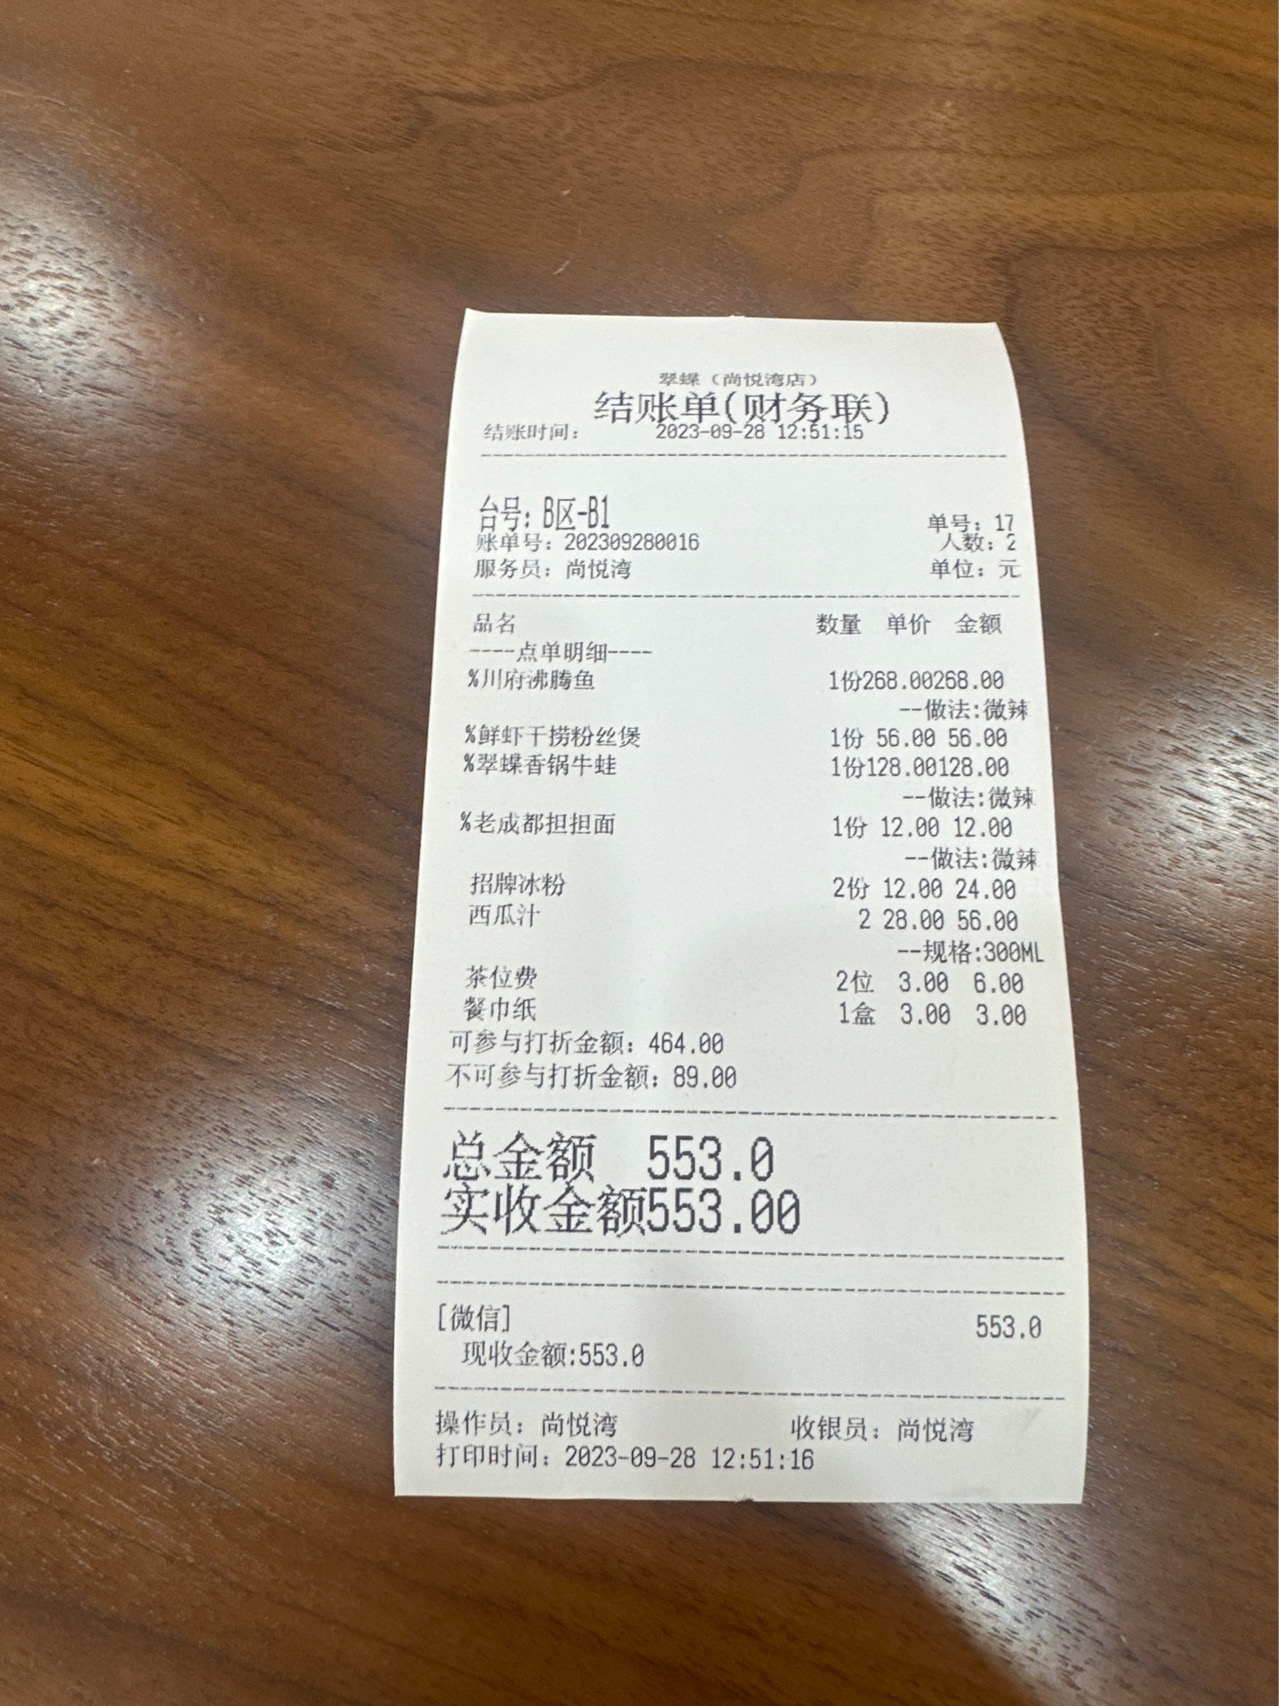 翠蝶（尚悦湾店）
结账单(财务联)
结账时间： 2023-09-28 12:51:15
台号: B区-B1
单号: 17
账单号: 202309280016 人数: 2
服务员: 尚悦湾 单位: 元
品名 数量 单价 金额
----点单明细----
%川府沸腾鱼 1份268.00268.00
--做法:微辣
%鲜虾干捞粉丝煲 1份 56.00 56.00
%翠蝶香锅牛蛙 1份128.00128.00
--做法:微辣
%老成都担担面 1份 12.00 12.00
--做法:微辣
招牌冰粉 2份 12.00 24.00
西瓜汁 2 28.00 56.00
--规格:300ML
茶位费 2位 3.00 6.00
餐巾纸 1盒 3.00 3.00
可参与打折金额: 464.00
不可参与打折金额: 89.00
总金额 553.0
实收金额553.00
[微信] 553.0
现收金额:553.0
操作员: 尚悦湾 收银员: 尚悦湾
打印时间: 2023-09-28 12:51:16